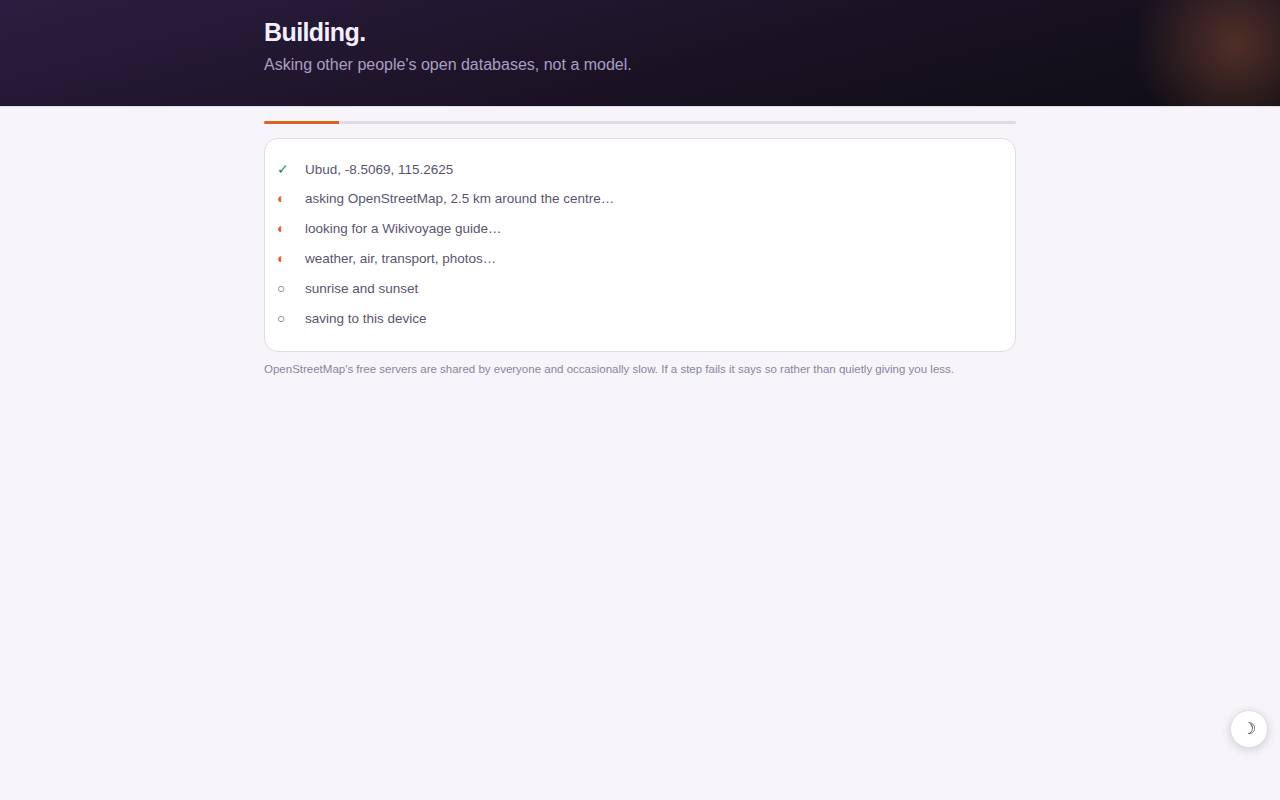 Building.
Asking other people's open databases, not a model.
✓ Ubud, -8.5069, 115.2625
asking OpenStreetMap, 2.5 km around the centre…
looking for a Wikivoyage guide…
weather, air, transport, photos…
○ sunrise and sunset
○ saving to this device
OpenStreetMap's free servers are shared by everyone and occasionally slow. If a step fails it says so rather than quietly giving you less.